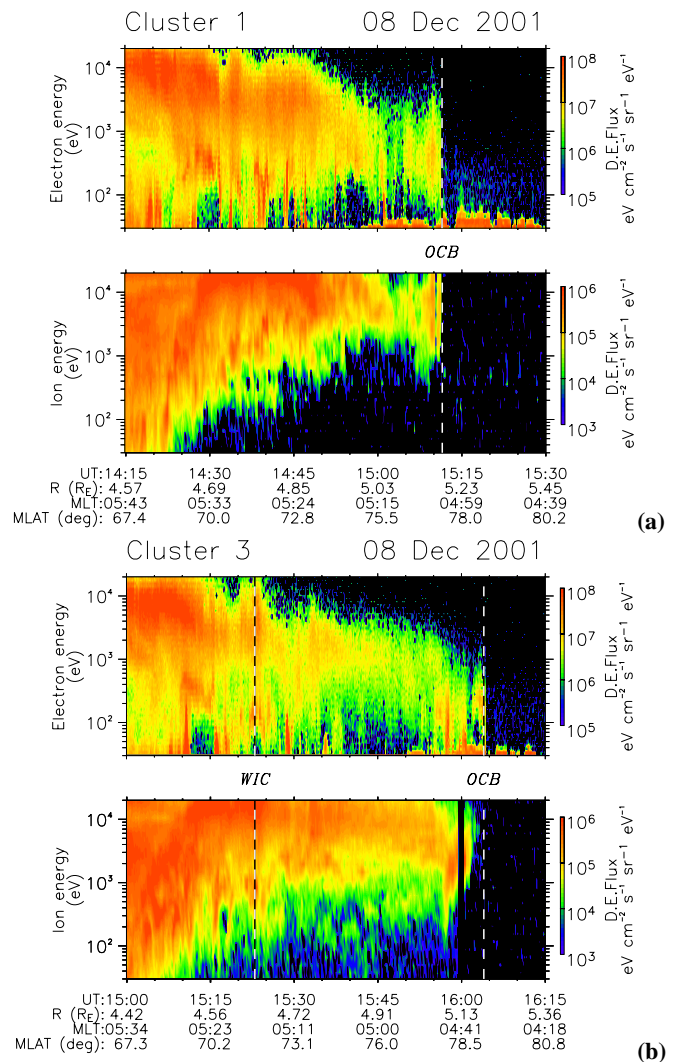 Cluster 1 08 Dec 2001
Electron energy (eV)
10⁴
10³
10²
10⁸
10⁷
10⁶
10⁵
D.E.Flux
eV cm⁻² s⁻¹ sr⁻¹ eV⁻¹
OCB
Ion energy (eV)
10⁴
10³
10²
10⁶
10⁵
10⁴
10³
D.E.Flux
eV cm⁻² s⁻¹ sr⁻¹ eV⁻¹
UT:14:15 14:30 14:45 15:00 15:15 15:30
R (R_E) 4.57 4.69 4.85 5.03 5.23 5.45
MLT:05:43 05:33 05:24 05:15 04:59 04:39
MLAT (deg) 67.4 70.0 72.8 75.5 78.0 80.2
(a)
Cluster 3 08 Dec 2001
Electron energy (eV)
10⁴
10³
10²
10⁸
10⁷
10⁶
10⁵
D.E.Flux
eV cm⁻² s⁻¹ sr⁻¹ eV⁻¹
WIC OCB
Ion energy (eV)
10⁴
10³
10²
10⁶
10⁵
10⁴
10³
D.E.Flux
eV cm⁻² s⁻¹ sr⁻¹ eV⁻¹
UT:15:00 15:15 15:30 15:45 16:00 16:15
R (R_E) 4.42 4.56 4.72 4.91 5.13 5.36
MLT:05:34 05:23 05:11 05:00 04:41 04:18
MLAT (deg) 67.3 70.2 73.1 76.0 78.5 80.8
(b)